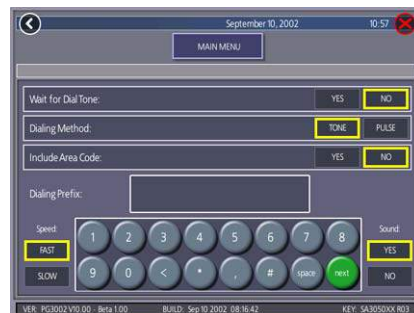 September 10, 2002 10:57
MAIN MENU
Wait for Dial Tone: YES NO
Dialing Method: TONE PULSE
Include Area Code: YES NO
Dialing Prefix:
Speed: Sound:
1 2 3 4 5 6 7 8
FAST YES
9 0 < * , # space next
SLOW NO
VER: PG3002 V10.00 - Beta 1.00 BUILD: Sep 10 2002 08:16:42 KEY: SA3050XX R03